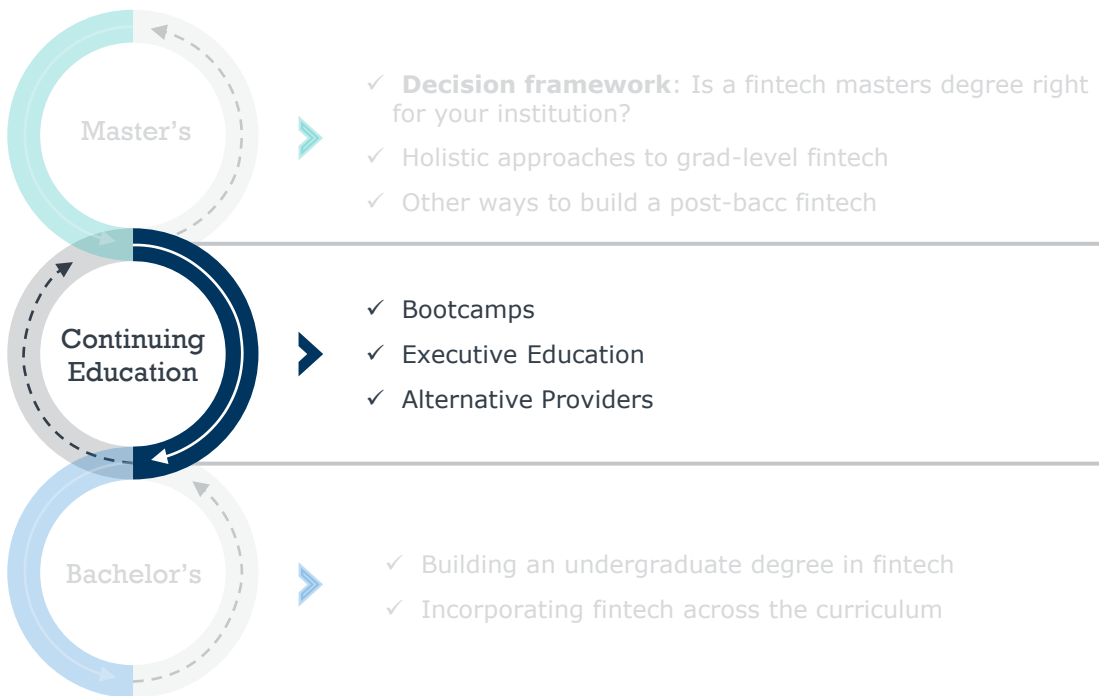 Master's
✓ Decision framework: Is a fintech masters degree right
for your institution?
✓ Holistic approaches to grad-level fintech
✓ Other ways to build a post-bacc fintech
Continuing
Education
✓ Bootcamps
✓ Executive Education
✓ Alternative Providers
Bachelor's
✓ Building an undergraduate degree in fintech
✓ Incorporating fintech across the curriculum